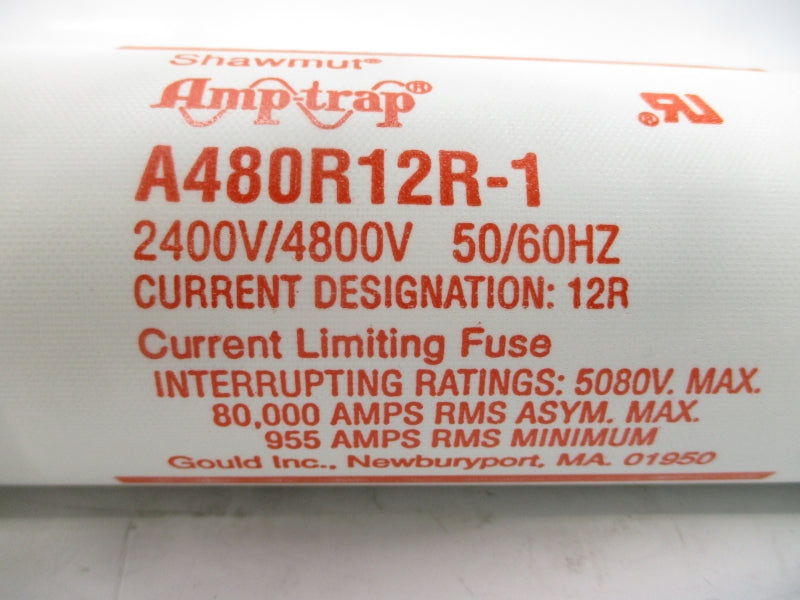 Shawmut®
Amp-trap®
A480R12R-1
2400V/4800V 50/60HZ
CURRENT DESIGNATION: 12R
Current Limiting Fuse
INTERRUPTING RATINGS: 5080V. MAX.
80,000 AMPS RMS ASYM. MAX.
955 AMPS RMS MINIMUM
Gould Inc., Newburyport, MA. 01950